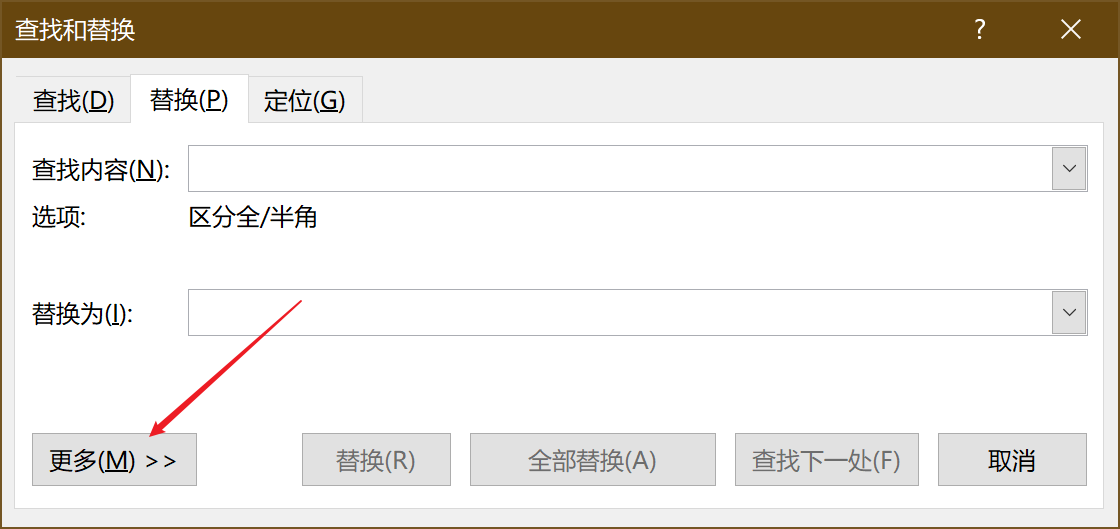 查找和替换 ?
查找(D) 替换(P) 定位(G)
查找内容(N):
选项: 区分全/半角
替换为(I):
更多(M) >> 替换(R) 全部替换(A) 查找下一处(F) 取消